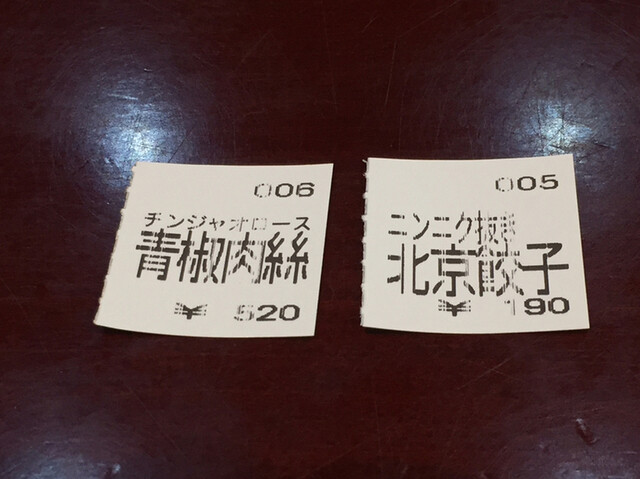 006
チンジャオロース
青椒肉絲
¥ 520
005
ニンニク抜き
北京餃子
¥ 190